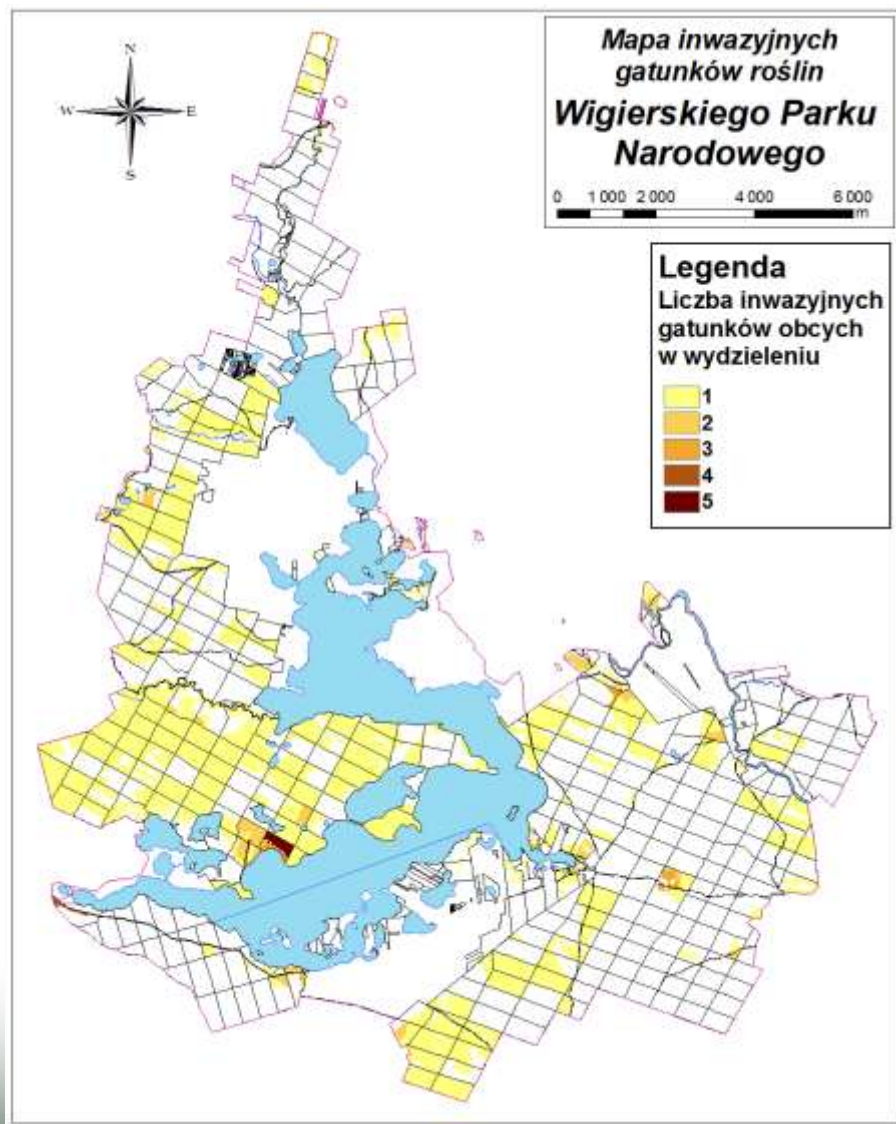 N
W E
S
Mapa inwazyjnych
gatunków roślin
Wigierskiego Parku
Narodowego
0 1 000 2 000 4 000 6 000
m
Legenda
Liczba inwazyjnych
gatunków obcych
w wydzieleniu
1
2
3
4
5